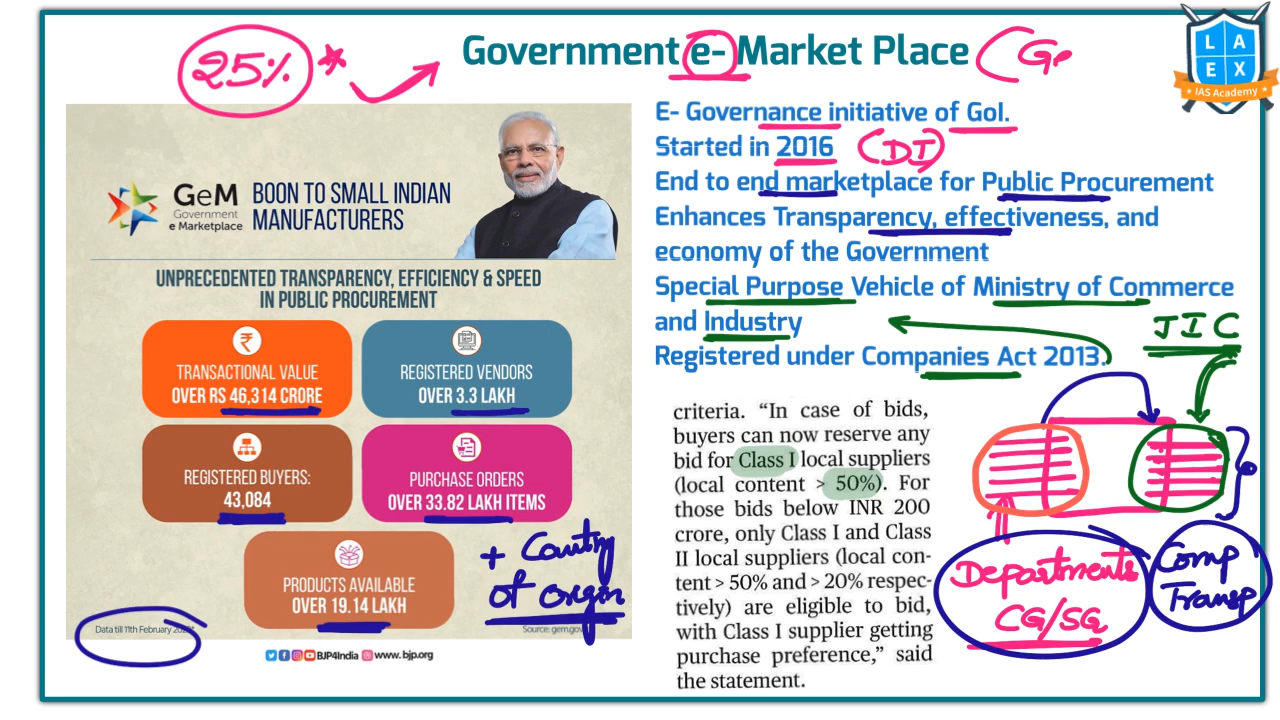 25%
Government e- Market Place (Ge
L A
E X
IAS Academy
E- Governance initiative of GoI.
Started in 2016 (DI)
End to end marketplace for Public Procurement
Enhances Transparency, effectiveness, and
economy of the Government
Special Purpose Vehicle of Ministry of Commerce
and Industry
Registered under Companies Act 2013.
JIC
GeM
Government
e Marketplace
BOON TO SMALL INDIAN
MANUFACTURERS
UNPRECEDENTED TRANSPARENCY, EFFICIENCY & SPEED
IN PUBLIC PROCUREMENT
TRANSACTIONAL VALUE
OVER RS 46,314 CRORE
REGISTERED VENDORS
OVER 3.3 LAKH
REGISTERED BUYERS:
43,084
PURCHASE ORDERS
OVER 33.82 LAKH ITEMS
PRODUCTS AVAILABLE
OVER 19.14 LAKH
+ Country
of origin
Data till 11th February
Source: gem.gov
BJP4India www.bjp.org
criteria. “In case of bids,
buyers can now reserve any
bid for Class I local suppliers
(local content > 50%). For
those bids below INR 200
crore, only Class I and Class
II local suppliers (local con-
tent > 50% and > 20% respec-
tively) are eligible to bid,
with Class I supplier getting
purchase preference,” said
the statement.
Departments
CG/SG
Comp
Transp